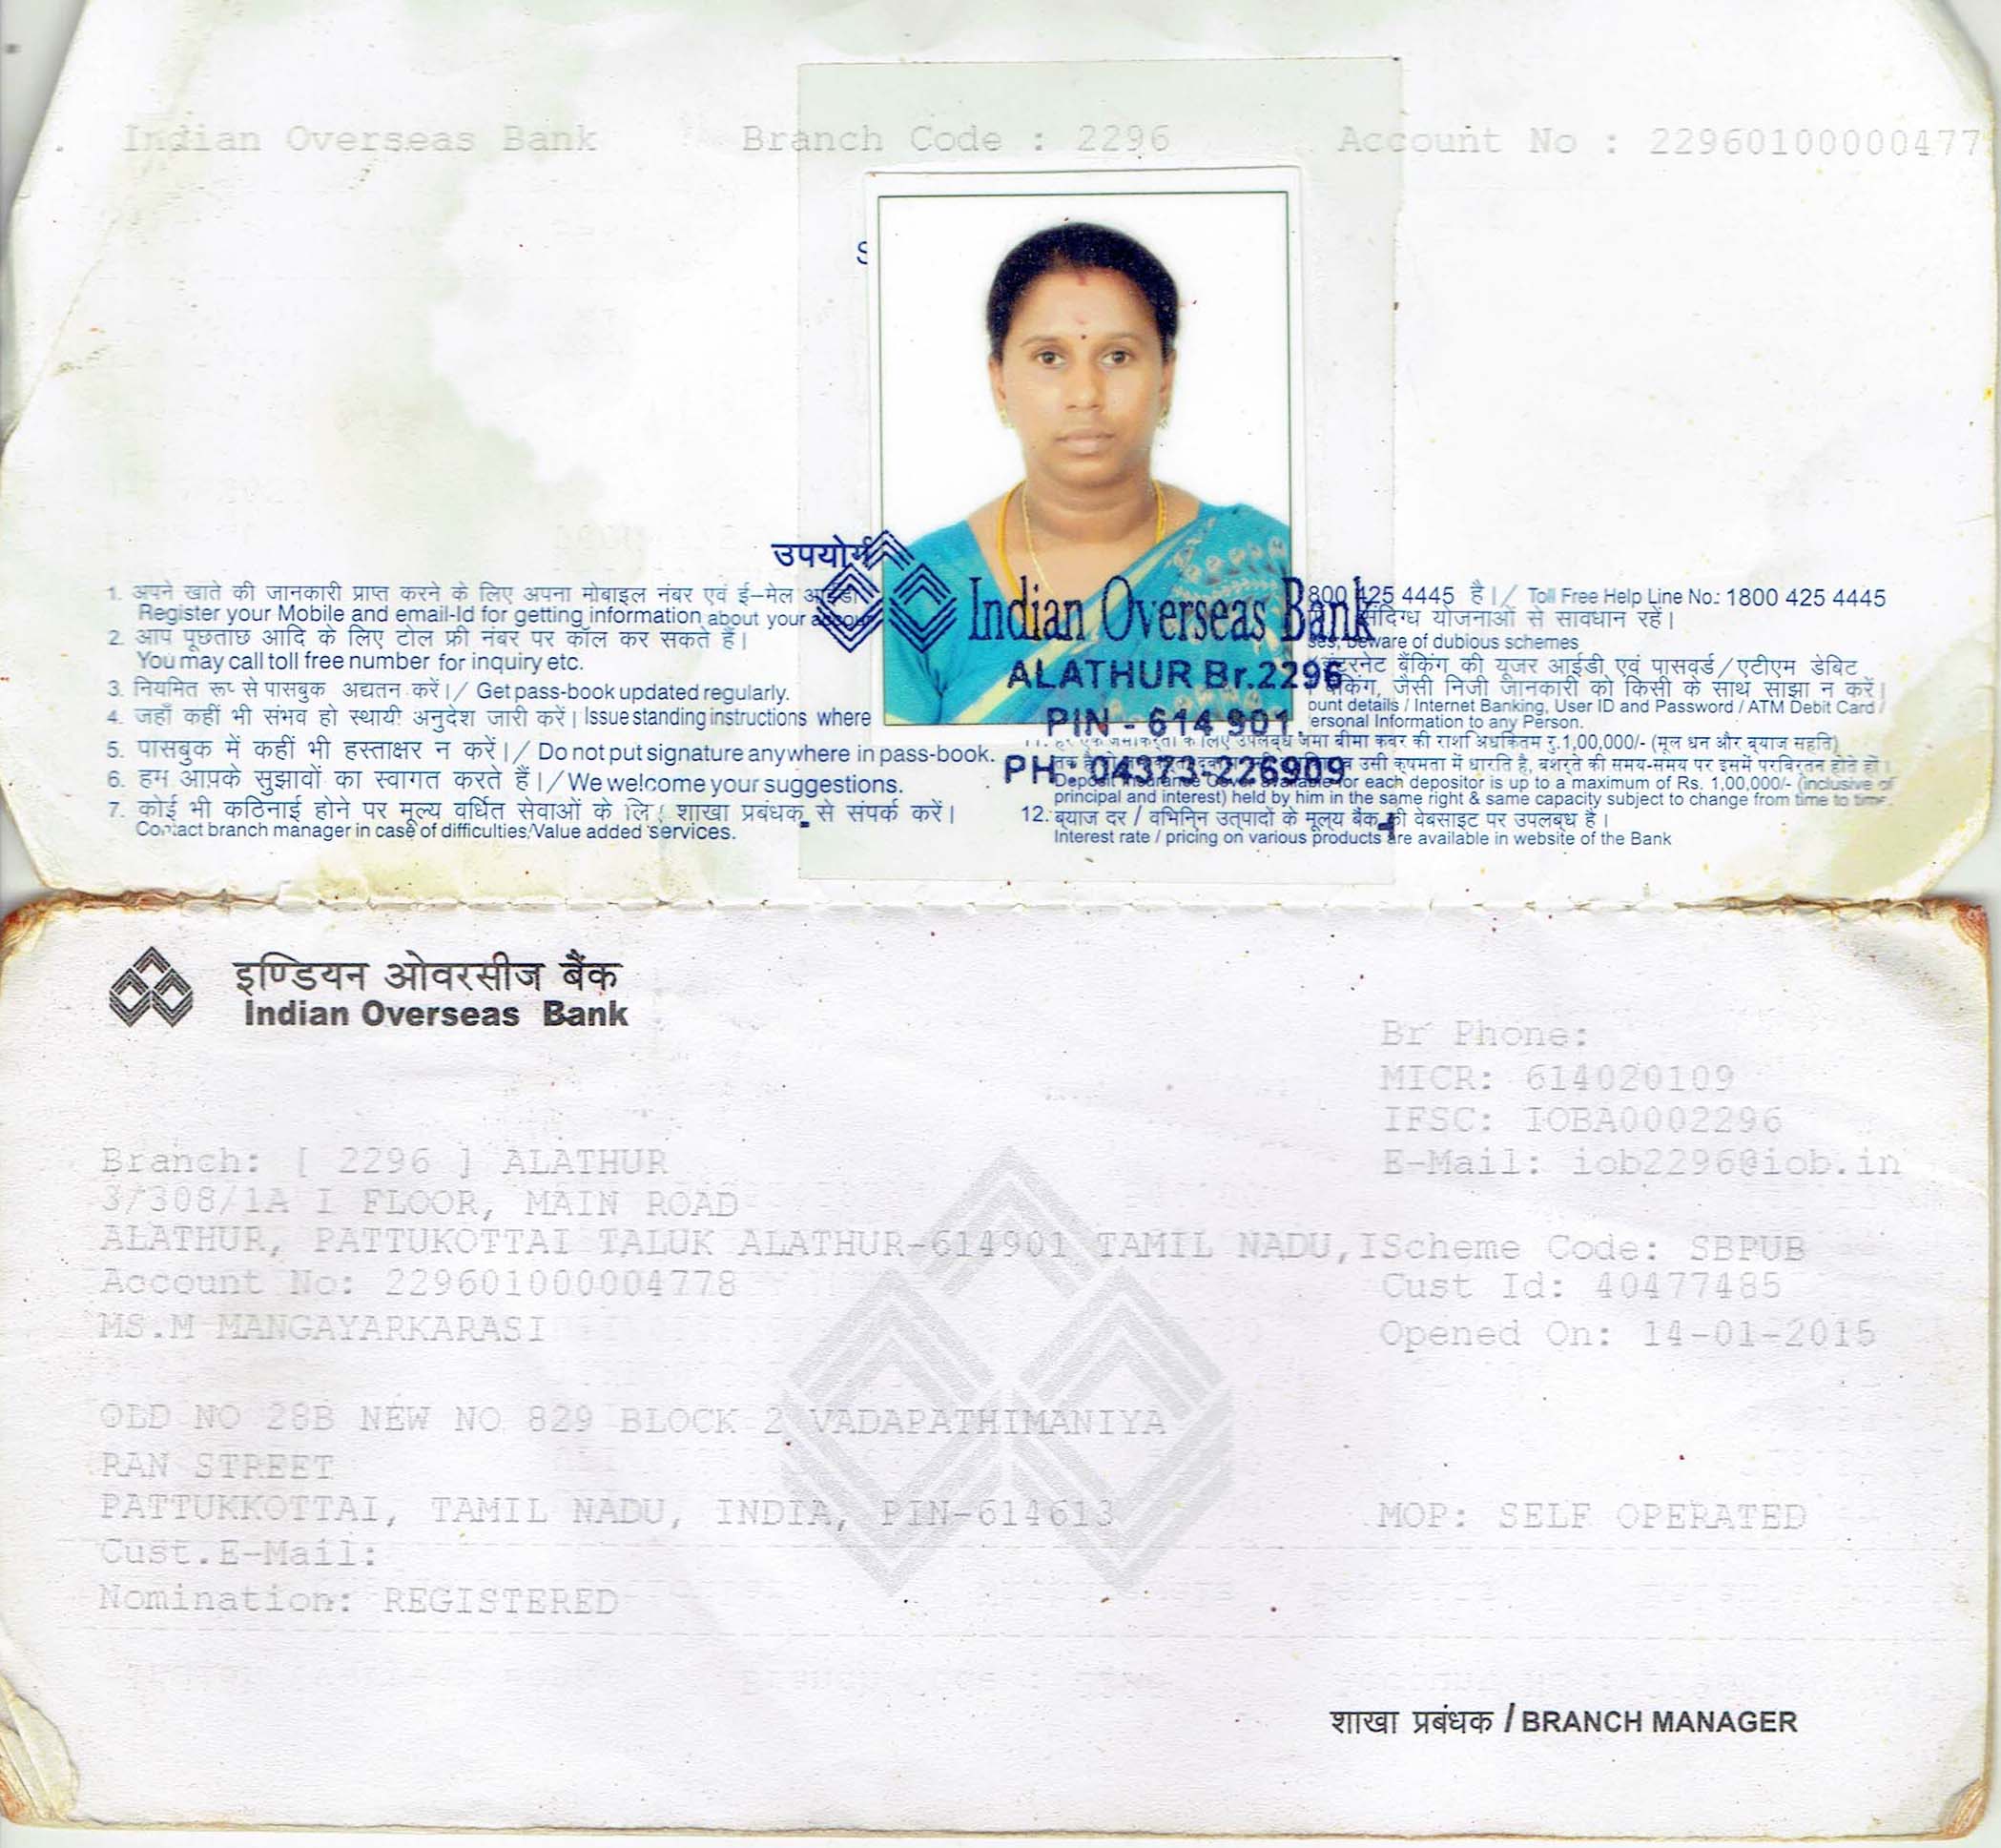 Indian Overseas Bank Branch Code : 2296 Account No : 22960100000477
S
उपयोग
1. अपने खाते की जानकारी प्राप्त करने के लिए अपना मोबाइल नंबर एवं ई–मेल आईडी
Register your Mobile and email-Id for getting information about your accou
2. आप पूछताछ आदि के लिए टोल फ्री नंबर पर कॉल कर सकते हैं।
You may call toll free number for inquiry etc.
3. नियमित रूप से पासबुक अद्यतन करें।/ Get pass-book updated regularly.
4. जहाँ कहीं भी संभव हो स्थायी अनुदेश जारी करें। Issue standing instructions where
5. पासबुक में कहीं भी हस्ताक्षर न करें।/ Do not put signature anywhere in pass-book.
6. हम आपके सुझावों का स्वागत करते हैं।/We welcome your suggestions.
7. कोई भी कठिनाई होने पर मूल्य वर्धित सेवाओं के लिए शाखा प्रबंधक से संपर्क करें।
Contact branch manager in case of difficulties/Value added services.
Indian Overseas Bank
ALATHUR Br.2296
PIN - 614 901.
PH 04373-226909
800 425 4445 है।/ Toll Free Help Line No.: 1800 425 4445
संदिग्ध योजनाओं से सावधान रहें।
beware of dubious schemes
बैंकिंग की यूजर आईडी एवं पासवर्ड/एटीएम डेबिट
जैसी निजी जानकारी को किसी के साथ साझा न करें।
ount details / Internet Banking, User ID and Password / ATM Debit Card /
ersonal Information to any Person.
11. जमा बीमा कवर की राशि अधिकतम रु.1,00,000/- (मूल धन और ब्याज सहित)
उसी क्षमता में धारित है, बशर्ते की समय-समय पर इसमें परिवर्तन होते हों।
Deposit Insurance Cover available for each depositor is up to a maximum of Rs. 1,00,000/- (inclusive of
principal and interest) held by him in the same right & same capacity subject to change from time to time.
12. ब्याज दर / विभिन्न उत्पादों के मूल्य बैंक की वेबसाइट पर उपलब्ध हैं।
Interest rate / pricing on various products are available in website of the Bank
इण्डियन ओवरसीज बैंक
Indian Overseas Bank
Br Phone:
MICR: 614020109
IFSC: IOBA0002296
Branch: [ 2296 ] ALATHUR E-Mail: iob2296@iob.in
3/308/1A I FLOOR, MAIN ROAD
ALATHUR, PATTUKOTTAI TALUK ALATHUR-614901 TAMIL NADU,IScheme Code: SBPUB
Account No: 229601000004778 Cust Id: 40477485
MS.M MANGAYARKARASI Opened On: 14-01-2015
OLD NO 28B NEW NO 829 BLOCK 2 VADAPATHIMANIYA
RAN STREET
PATTUKKOTTAI, TAMIL NADU, INDIA, PIN-614613 MOP: SELF OPERATED
Cust.E-Mail:
Nomination: REGISTERED
शाखा प्रबंधक / BRANCH MANAGER